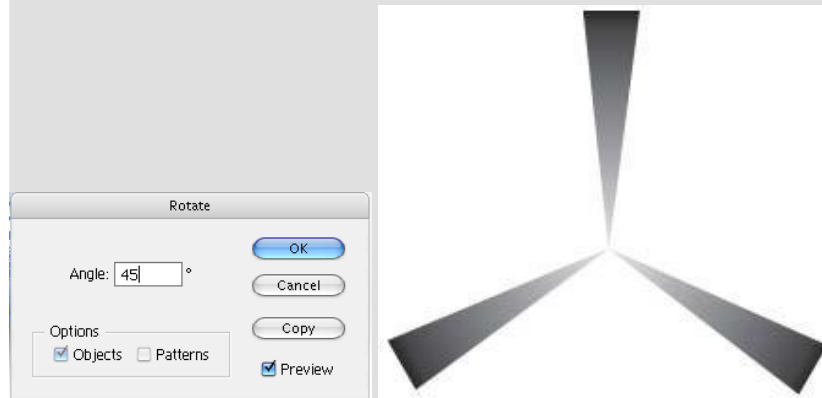 Rotate
OK
Angle: 45 °
Cancel
Copy
Options
Objects Patterns
Preview